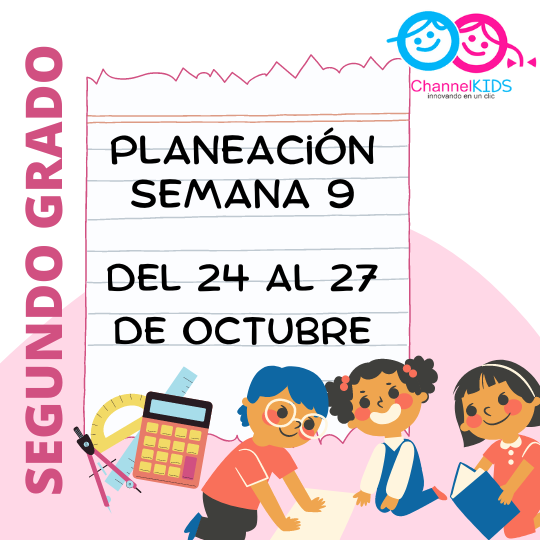 SEGUNDO GRADO
ChannelKIDS
innovando en un clic
PLANEACIÓN
SEMANA 9
DEL 24 AL 27
DE OCTUBRE